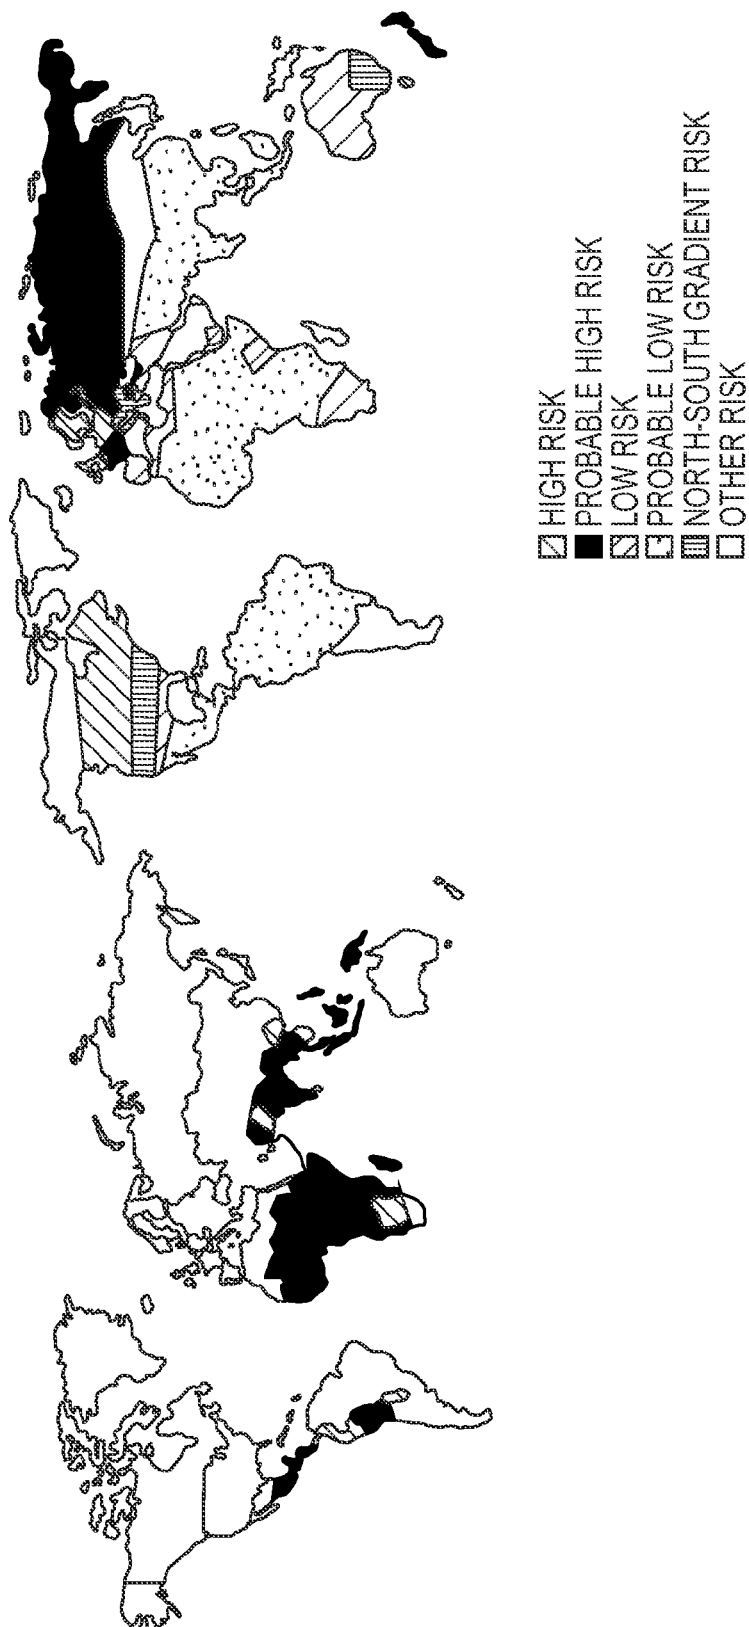 HIGH RISK
PROBABLE HIGH RISK
LOW RISK
PROBABLE LOW RISK
NORTH-SOUTH GRADIENT RISK
OTHER RISK